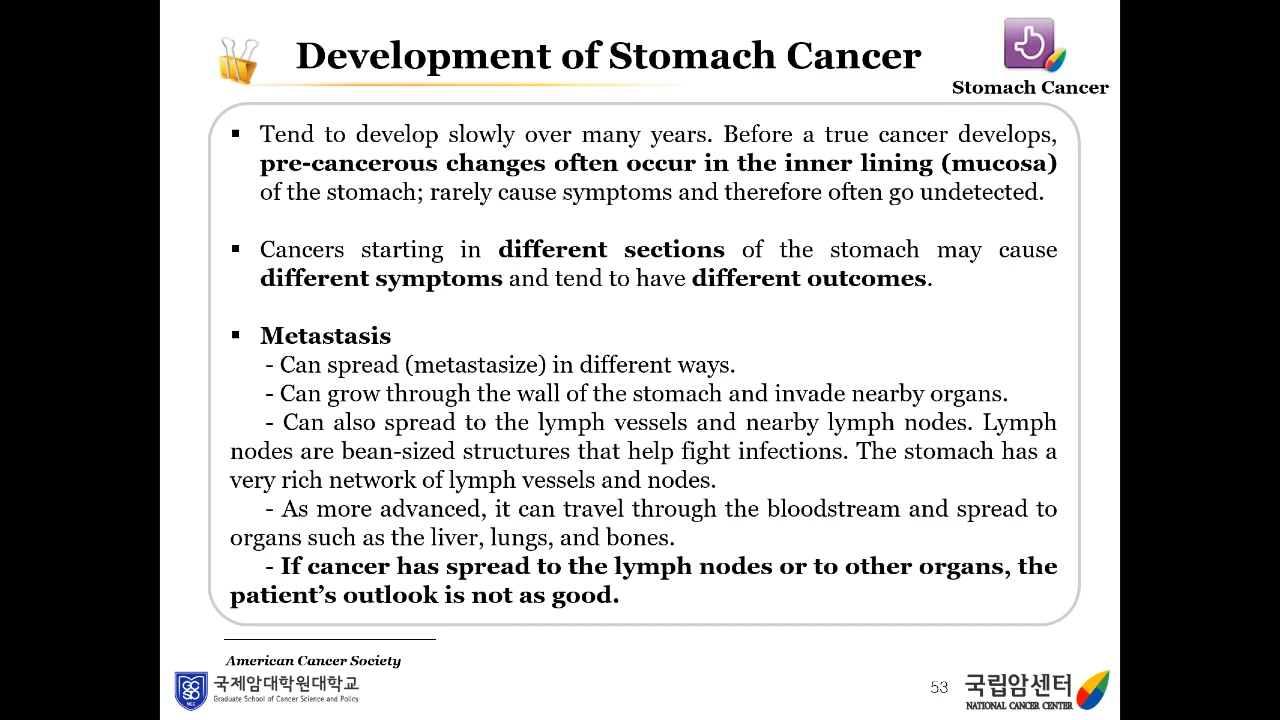 Development of Stomach Cancer
Stomach Cancer
▪ Tend to develop slowly over many years. Before a true cancer develops,
pre-cancerous changes often occur in the inner lining (mucosa)
of the stomach; rarely cause symptoms and therefore often go undetected.
▪ Cancers starting in different sections of the stomach may cause
different symptoms and tend to have different outcomes.
▪ Metastasis
- Can spread (metastasize) in different ways.
- Can grow through the wall of the stomach and invade nearby organs.
- Can also spread to the lymph vessels and nearby lymph nodes. Lymph
nodes are bean-sized structures that help fight infections. The stomach has a
very rich network of lymph vessels and nodes.
- As more advanced, it can travel through the bloodstream and spread to
organs such as the liver, lungs, and bones.
- If cancer has spread to the lymph nodes or to other organs, the
patient's outlook is not as good.
American Cancer Society
국제암대학원대학교
Graduate School of Cancer Science and Policy
53
국립암센터
NATIONAL CANCER CENTER